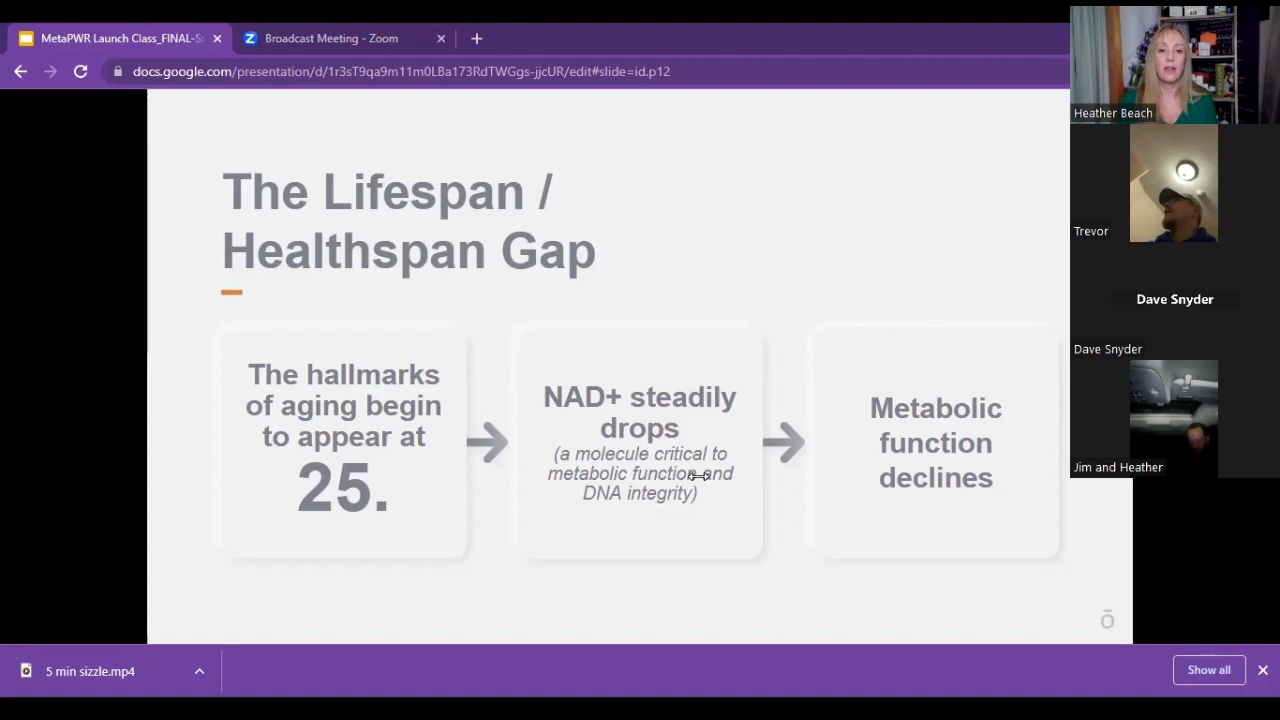 MetaPWR Launch Class_FINAL-S
Broadcast Meeting - Zoom
docs.google.com/presentation/d/1r3sT9qa9m11m0LBa173RdTWGgs-jjcUR/edit#slide=id.p12
The Lifespan /
Healthspan Gap
The hallmarks
of aging begin
to appear at
25.
NAD+ steadily
drops
(a molecule critical to
metabolic function and
DNA integrity)
Metabolic
function
declines
ō
Heather Beach
Trevor
Dave Snyder
Dave Snyder
Jim and Heather
5 min sizzle.mp4
Show all